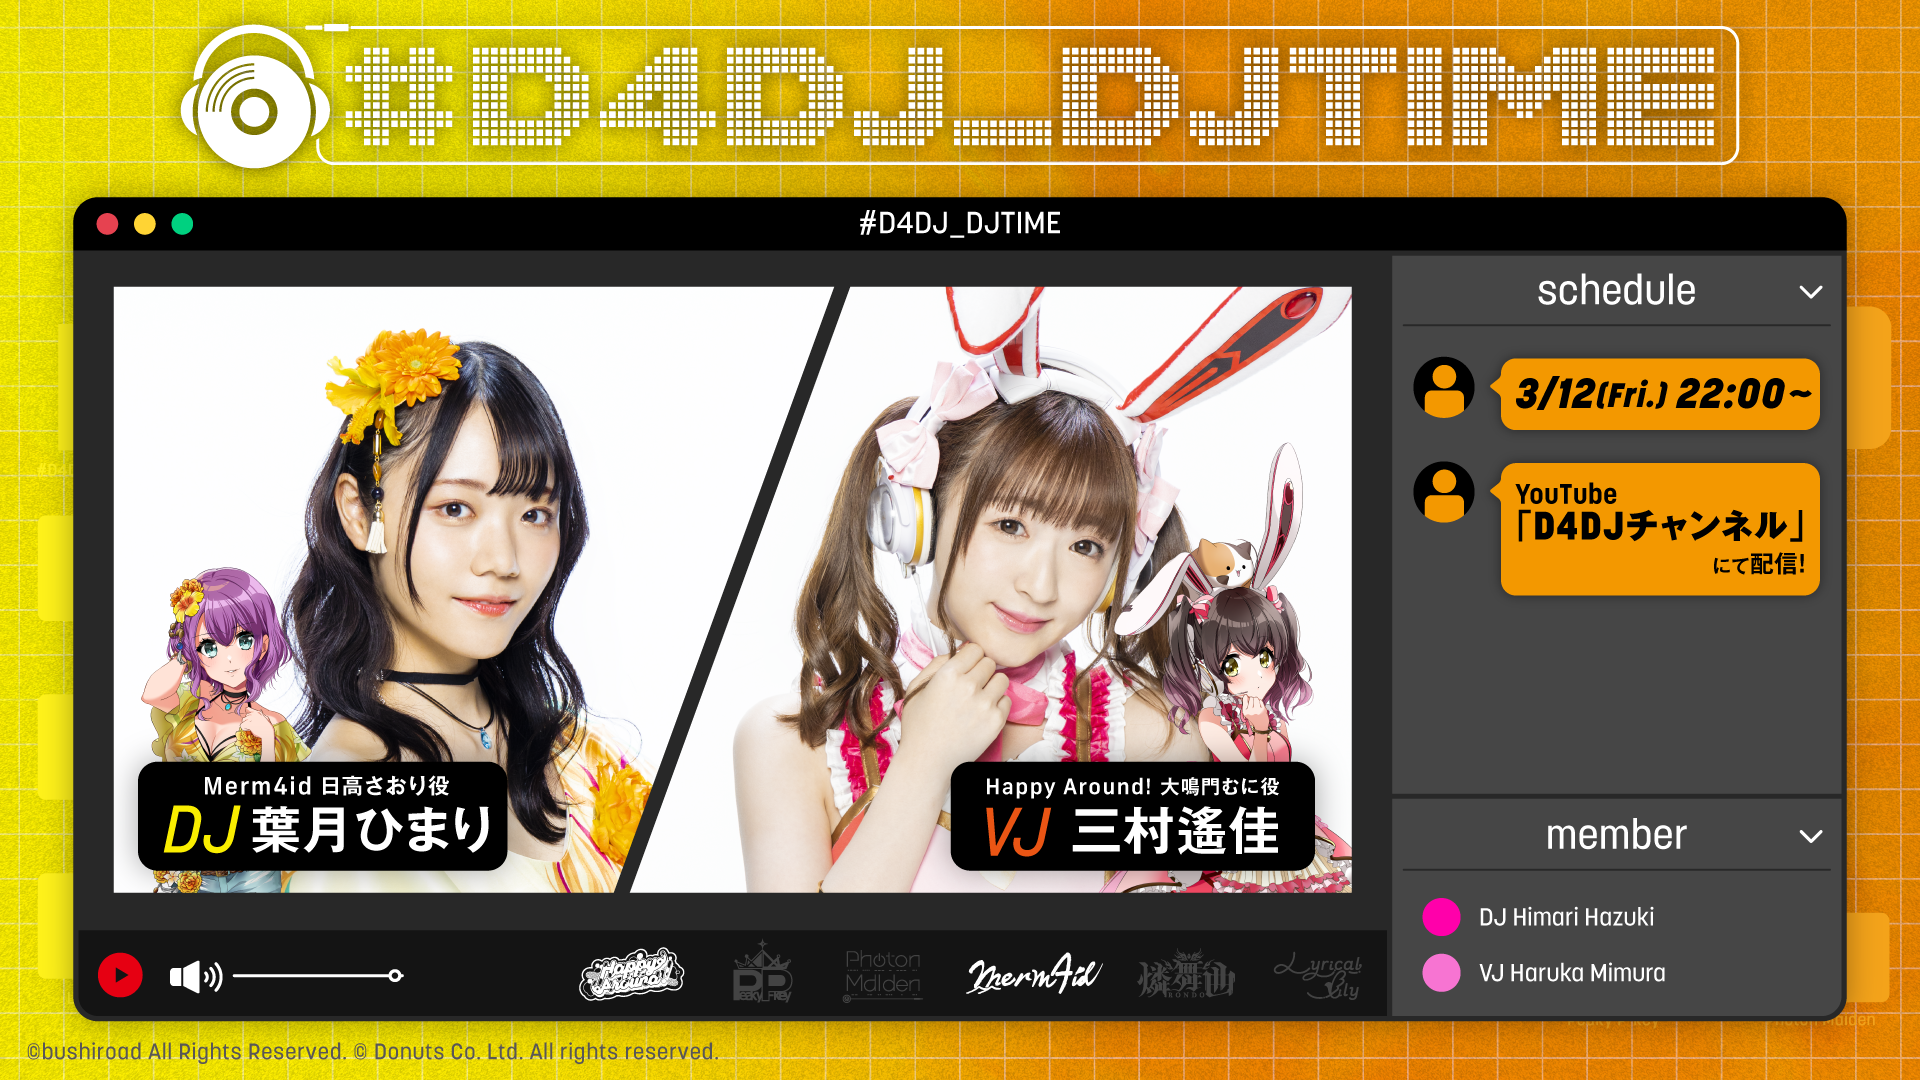 #D4DJ_DJTIME
#D4DJ_DJTIME
Merm4id 日高さおり役
DJ 葉月ひまり
Happy Around! 大鳴門むに役
VJ 三村遙佳
schedule
3/12(Fri.) 22:00~
YouTube
「D4DJチャンネル」
にて配信!
member
DJ Himari Hazuki
VJ Haruka Mimura
Happy Around!
Peaky P-key
Photon Maiden
Merm4id
燐舞曲
RONDO
Lyrical Lily
©bushiroad All Rights Reserved. © Donuts Co. Ltd. All rights reserved.